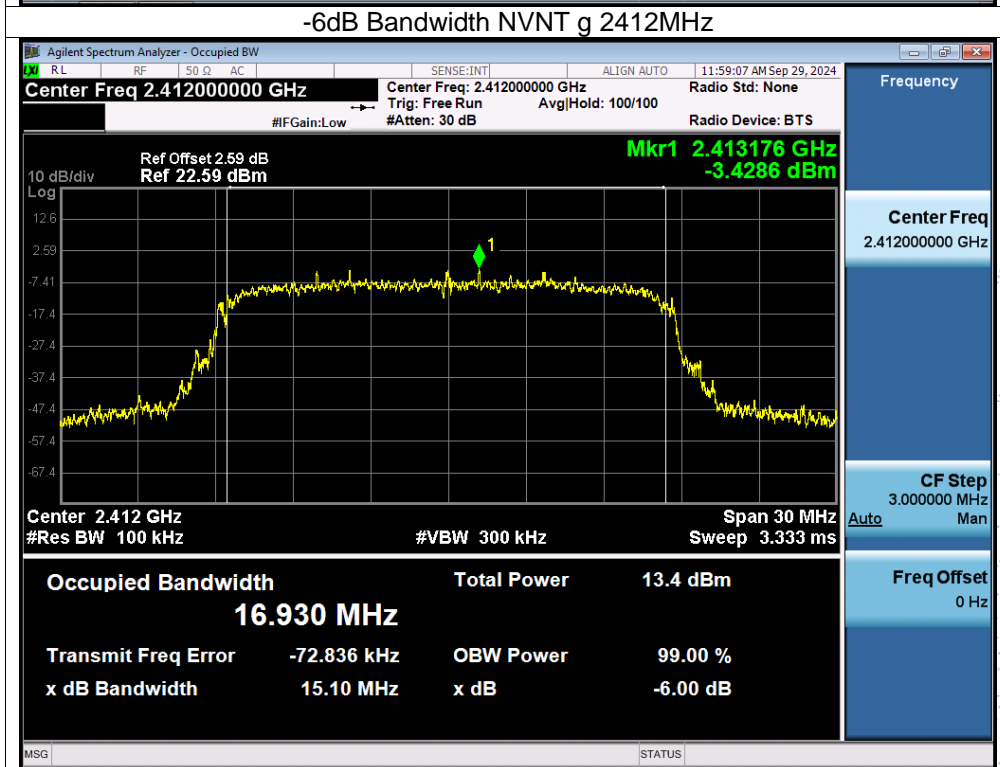 -6dB Bandwidth NVNT g 2412MHz
Agilent Spectrum Analyzer - Occupied BW
LXI RL RF 50 Ω AC SENSE:INT ALIGN AUTO 11:59:07 AM Sep 29, 2024
Center Freq 2.412000000 GHz Center Freq: 2.412000000 GHz Radio Std: None
Trig: Free Run Avg|Hold: 100/100
#IFGain:Low #Atten: 30 dB Radio Device: BTS
Frequency
Mkr1 2.413176 GHz
-3.4286 dBm
Ref Offset 2.59 dB
10 dB/div Ref 22.59 dBm
Log
12.6
2.59
-7.41
-17.4
-27.4
-37.4
-47.4
-57.4
-67.4
1
Center 2.412 GHz Span 30 MHz
#Res BW 100 kHz #VBW 300 kHz Sweep 3.333 ms
Center Freq
2.412000000 GHz
CF Step
3.000000 MHz
Auto Man
Freq Offset
0 Hz
Occupied Bandwidth Total Power 13.4 dBm
16.930 MHz
Transmit Freq Error -72.836 kHz OBW Power 99.00 %
x dB Bandwidth 15.10 MHz x dB -6.00 dB
MSG STATUS